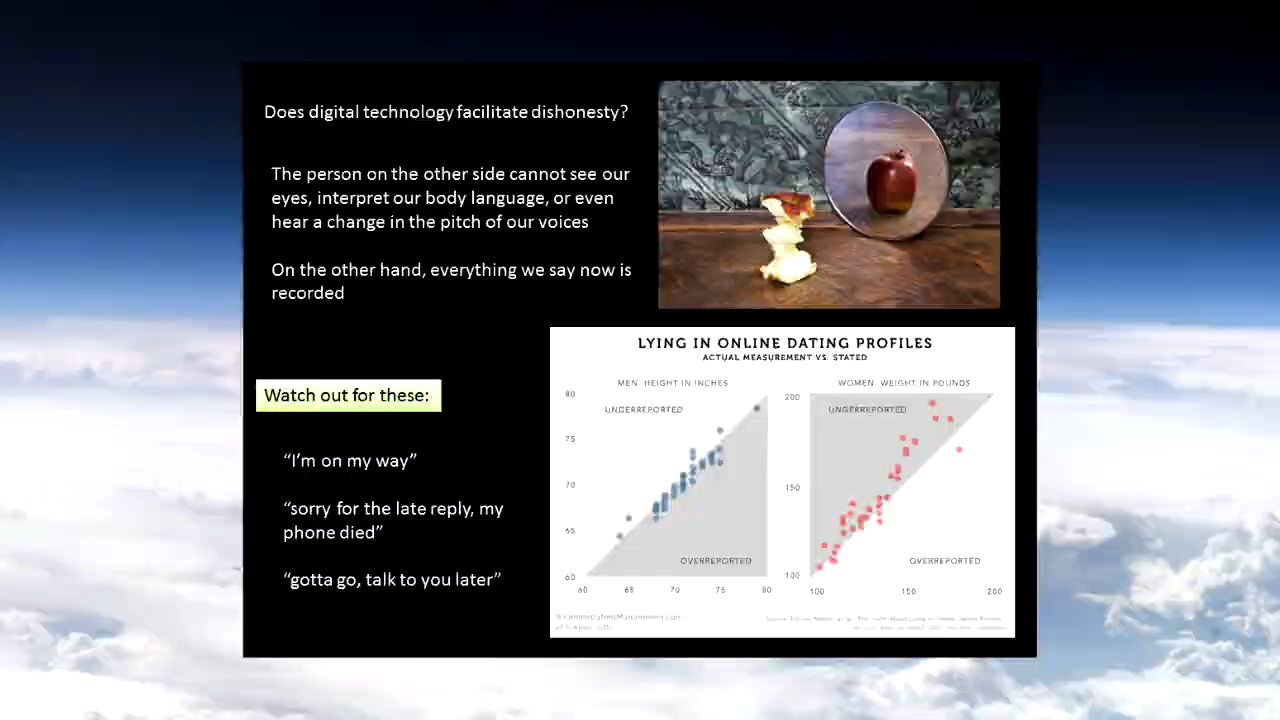 Does digital technology facilitate dishonesty?
The person on the other side cannot see our
eyes, interpret our body language, or even
hear a change in the pitch of our voices
On the other hand, everything we say now is
recorded
Watch out for these:
“I’m on my way”
“sorry for the late reply, my
phone died”
“gotta go, talk to you later”
LYING IN ONLINE DATING PROFILES
ACTUAL MEASUREMENT VS. STATED
MEN: HEIGHT IN INCHES
80
UNDERREPORTED
75
70
65
OVERREPORTED
60
60 65 70 75 80
WOMEN: WEIGHT IN POUNDS
200
UNDERREPORTED
150
OVERREPORTED
100
100 150 200